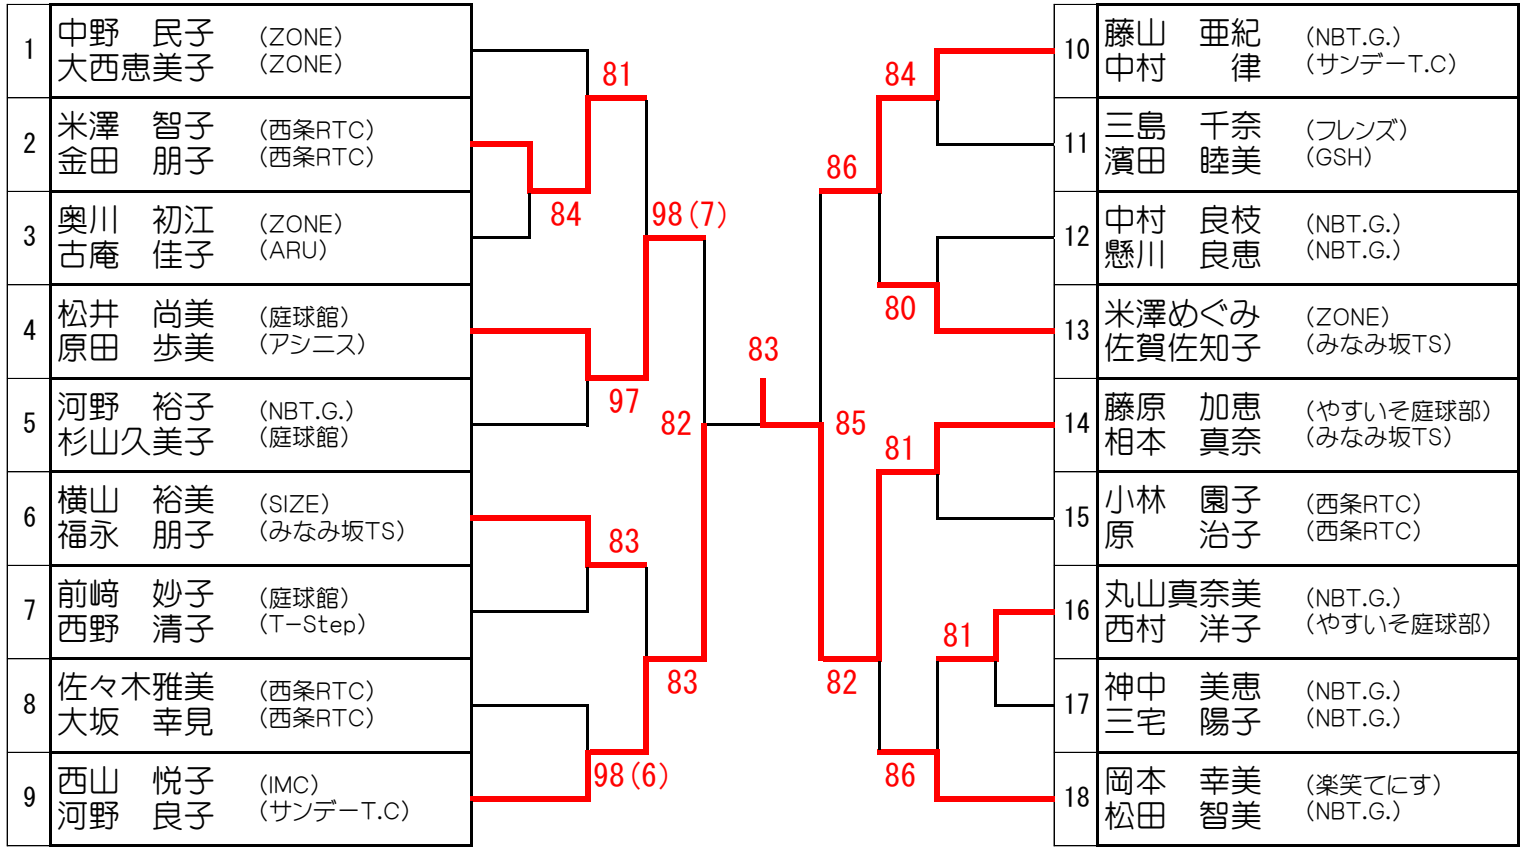 1
中野 民子 (ZONE)
大西恵美子 (ZONE)
2
米澤 智子 (西条RTC)
金田 朋子 (西条RTC)
3
奥川 初江 (ZONE)
古庵 佳子 (ARU)
4
松井 尚美 (庭球館)
原田 歩美 (アシニス)
5
河野 裕子 (NBT.G.)
杉山久美子 (庭球館)
6
横山 裕美 (SIZE)
福永 朋子 (みなみ坂TS)
7
前﨑 妙子 (庭球館)
西野 清子 (T-Step)
8
佐々木雅美 (西条RTC)
大坂 幸見 (西条RTC)
9
西山 悦子 (IMC)
河野 良子 (サンデーT.C)
81
84
98(7)
97
82
83
83
98(6)
83
84
86
80
85
81
82
81
86
10
藤山 亜紀 (NBT.G.)
中村 律 (サンデーT.C)
11
三島 千奈 (フレンズ)
濱田 睦美 (GSH)
12
中村 良枝 (NBT.G.)
懸川 良恵 (NBT.G.)
13
米澤めぐみ (ZONE)
佐賀佐知子 (みなみ坂TS)
14
藤原 加恵 (やすいそ庭球部)
相本 真奈 (みなみ坂TS)
15
小林 園子 (西条RTC)
原 治子 (西条RTC)
16
丸山真奈美 (NBT.G.)
西村 洋子 (やすいそ庭球部)
17
神中 美恵 (NBT.G.)
三宅 陽子 (NBT.G.)
18
岡本 幸美 (楽笑てにす)
松田 智美 (NBT.G.)